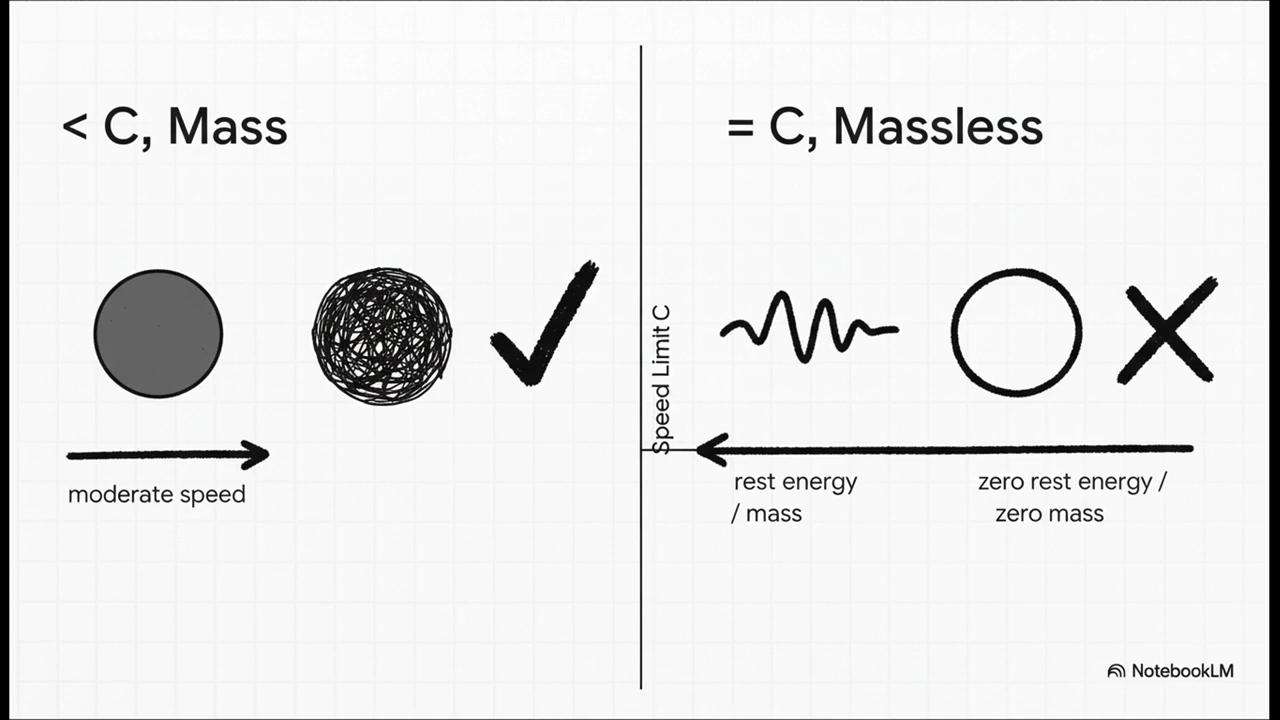 < C, Mass
moderate speed
= C, Massless
Speed Limit C
rest energy
/ mass
zero rest energy /
zero mass
NotebookLM